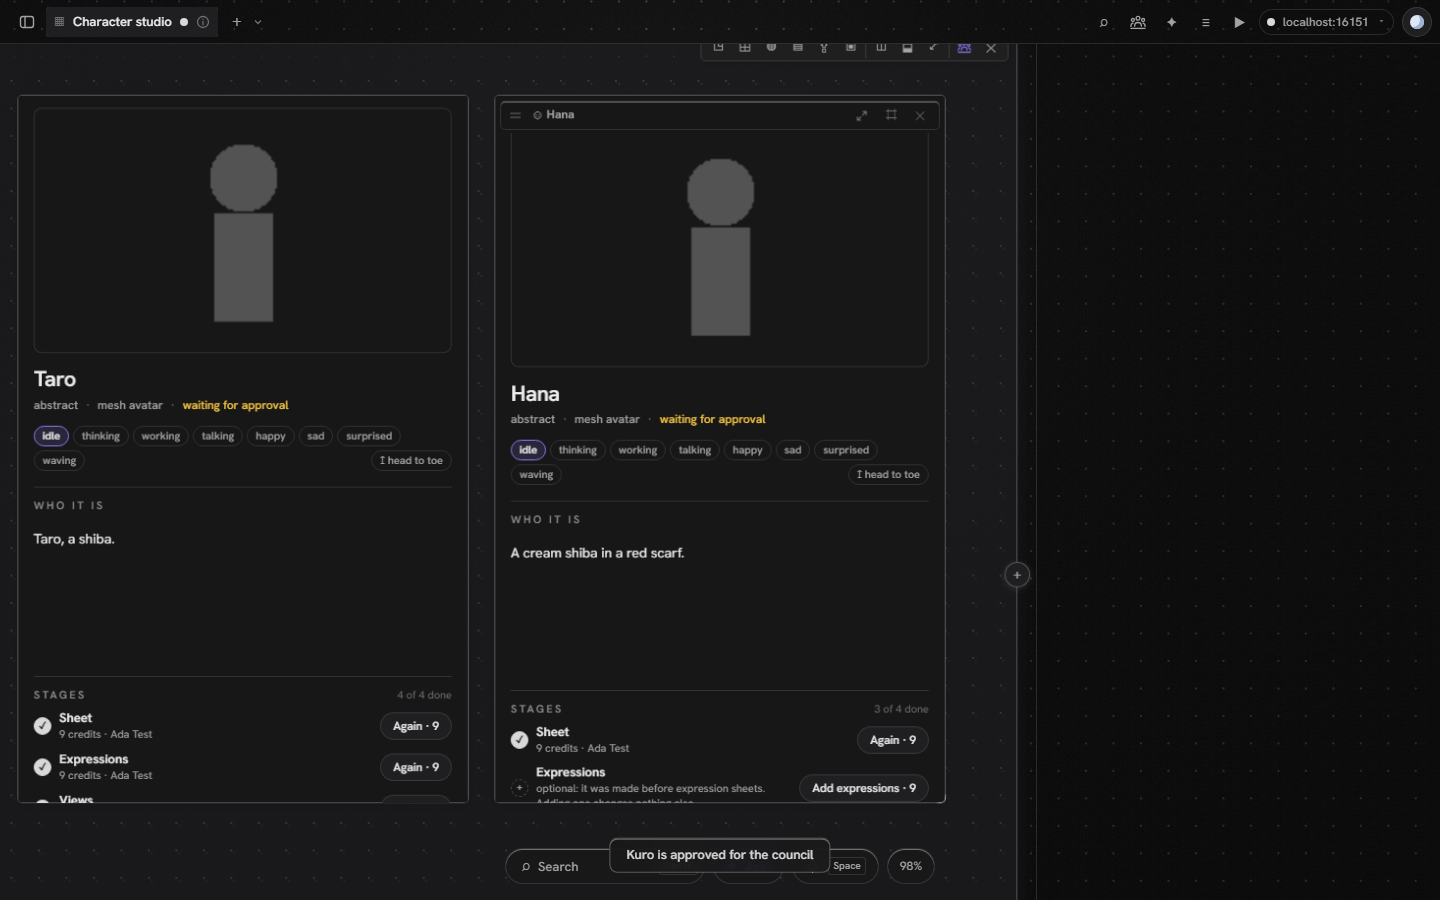 Character studio
localhost:16151
Taro
abstract · mesh avatar · waiting for approval
idle
thinking
working
talking
happy
sad
surprised
waving
head to toe
WHO IT IS
Taro, a shiba.
STAGES
4 of 4 done
Sheet
9 credits · Ada Test
Again · 9
Expressions
9 credits · Ada Test
Again · 9
Views
Hana
Hana
abstract · mesh avatar · waiting for approval
idle
thinking
working
talking
happy
sad
surprised
waving
head to toe
WHO IT IS
A cream shiba in a red scarf.
STAGES
3 of 4 done
Sheet
9 credits · Ada Test
Again · 9
Expressions
optional: it was made before expression sheets.
Adding one changes nothing else
Add expressions · 9
Search
Kuro is approved for the council
Space
98%